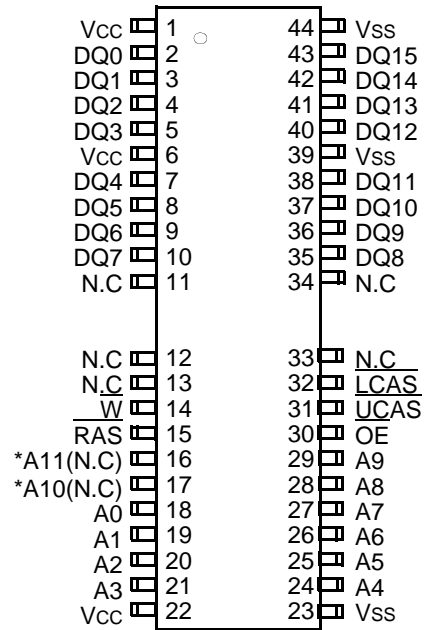 Vcc 1 44 Vss
DQ0 2 43 DQ15
DQ1 3 42 DQ14
DQ2 4 41 DQ13
DQ3 5 40 DQ12
Vcc 6 39 Vss
DQ4 7 38 DQ11
DQ5 8 37 DQ10
DQ6 9 36 DQ9
DQ7 10 35 DQ8
N.C 11 34 N.C
N.C 12 33 N.C
N.C 13 32 LCAS
W 14 31 UCAS
RAS 15 30 OE
*A11(N.C) 16 29 A9
*A10(N.C) 17 28 A8
A0 18 27 A7
A1 19 26 A6
A2 20 25 A5
A3 21 24 A4
Vcc 22 23 Vss